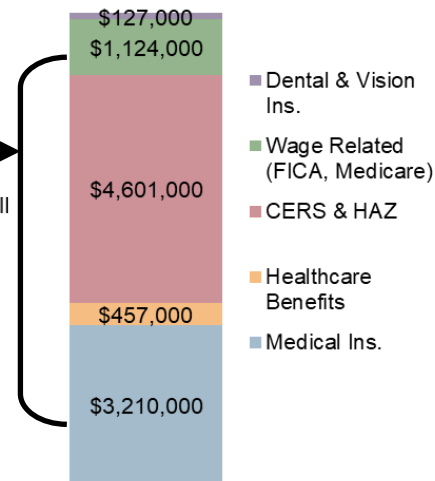 $127,000
$1,124,000
$4,601,000
$457,000
$3,210,000
Dental & Vision
Ins.
Wage Related
(FICA, Medicare)
CERS & HAZ
Healthcare
Benefits
Medical Ins.